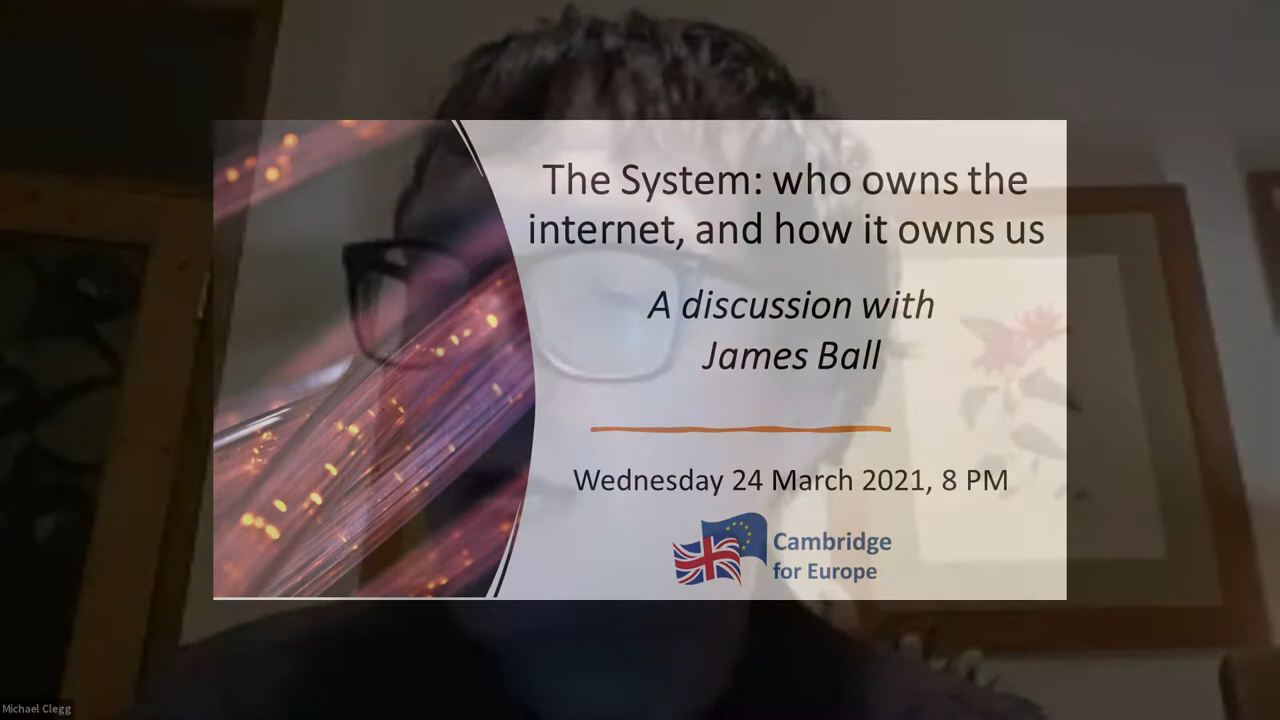 The System: who owns the
internet, and how it owns us
A discussion with
James Ball
Wednesday 24 March 2021, 8 PM
Cambridge
for Europe
Michael Clegg